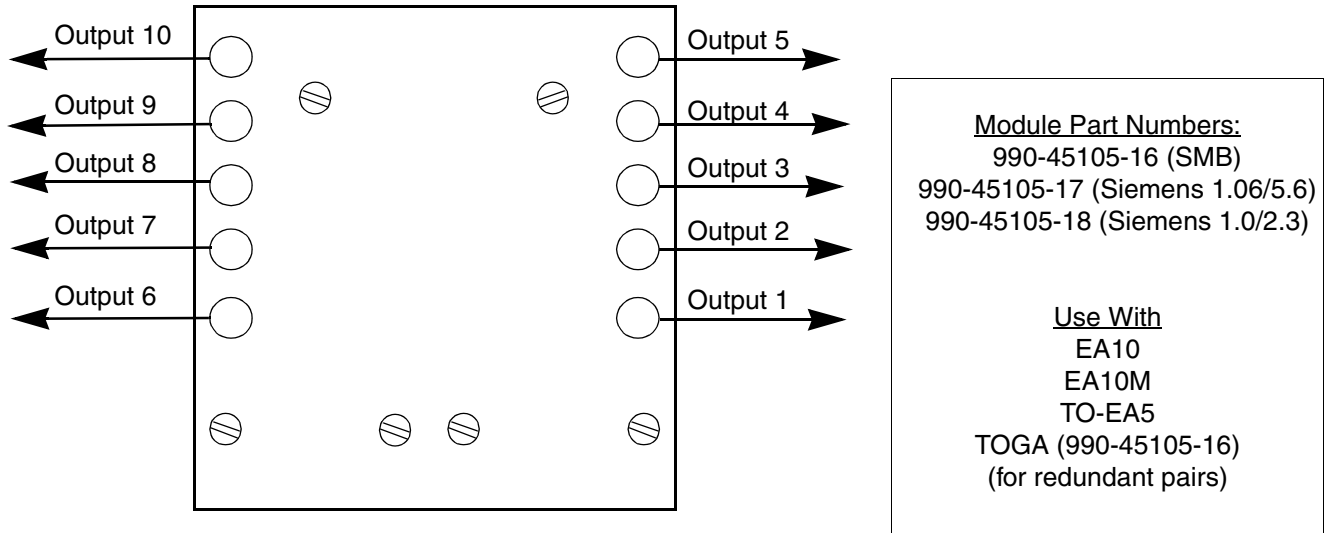 Output 10
Output 9
Output 8
Output 7
Output 6
Output 5
Output 4
Output 3
Output 2
Output 1
Module Part Numbers:
990-45105-16 (SMB)
990-45105-17 (Siemens 1.06/5.6)
990-45105-18 (Siemens 1.0/2.3)
Use With
EA10
EA10M
TO-EA5
TOGA (990-45105-16)
(for redundant pairs)